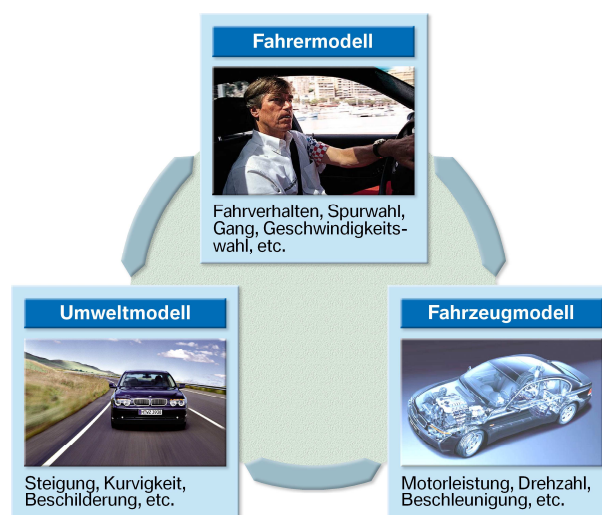 Fahrermodell
Fahrverhalten, Spurwahl,
Gang, Geschwindigkeits-
wahl, etc.
Umweltmodell
Steigung, Kurvigkeit,
Beschilderung, etc.
Fahrzeugmodell
Motorleistung, Drehzahl,
Beschleunigung, etc.